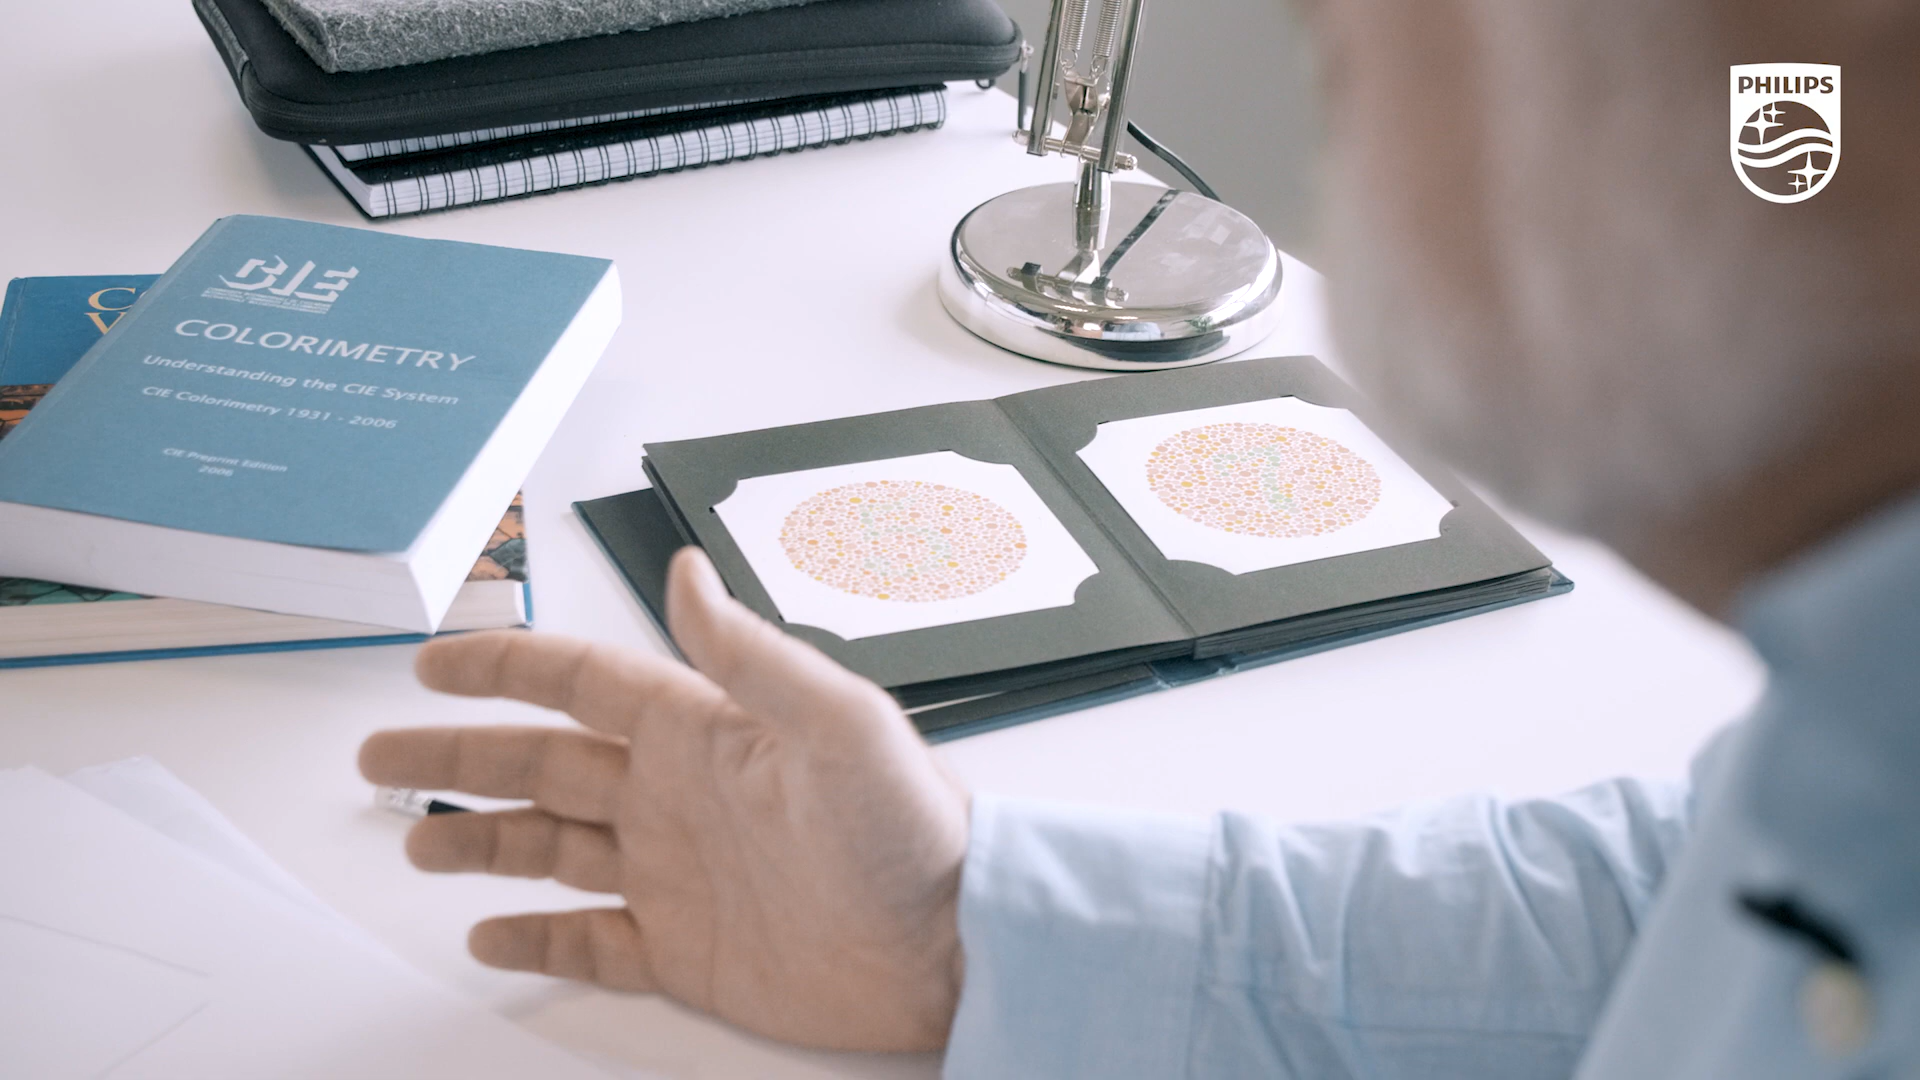 PHILIPS
CIE
COLORIMETRY
Understanding the CIE System
CIE Colorimetry 1931 - 2006
CIE Preprint Edition
2006